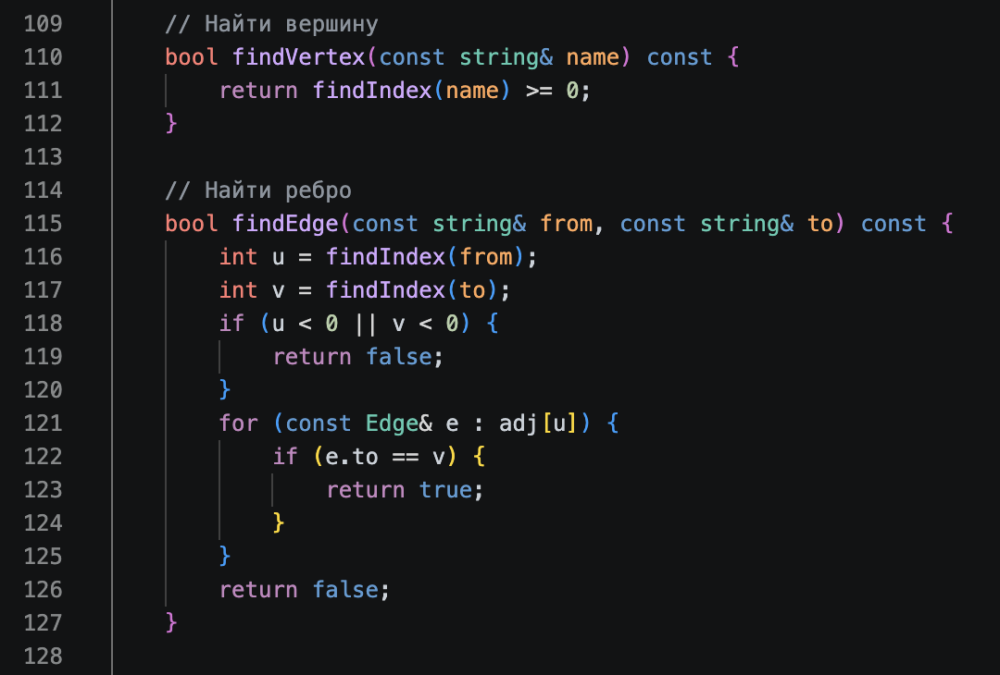 109 // Найти вершину
110 bool findVertex(const string& name) const {
111 return findIndex(name) >= 0;
112 }
113
114 // Найти ребро
115 bool findEdge(const string& from, const string& to) const {
116 int u = findIndex(from);
117 int v = findIndex(to);
118 if (u < 0 || v < 0) {
119 return false;
120 }
121 for (const Edge& e : adj[u]) {
122 if (e.to == v) {
123 return true;
124 }
125 }
126 return false;
127 }
128